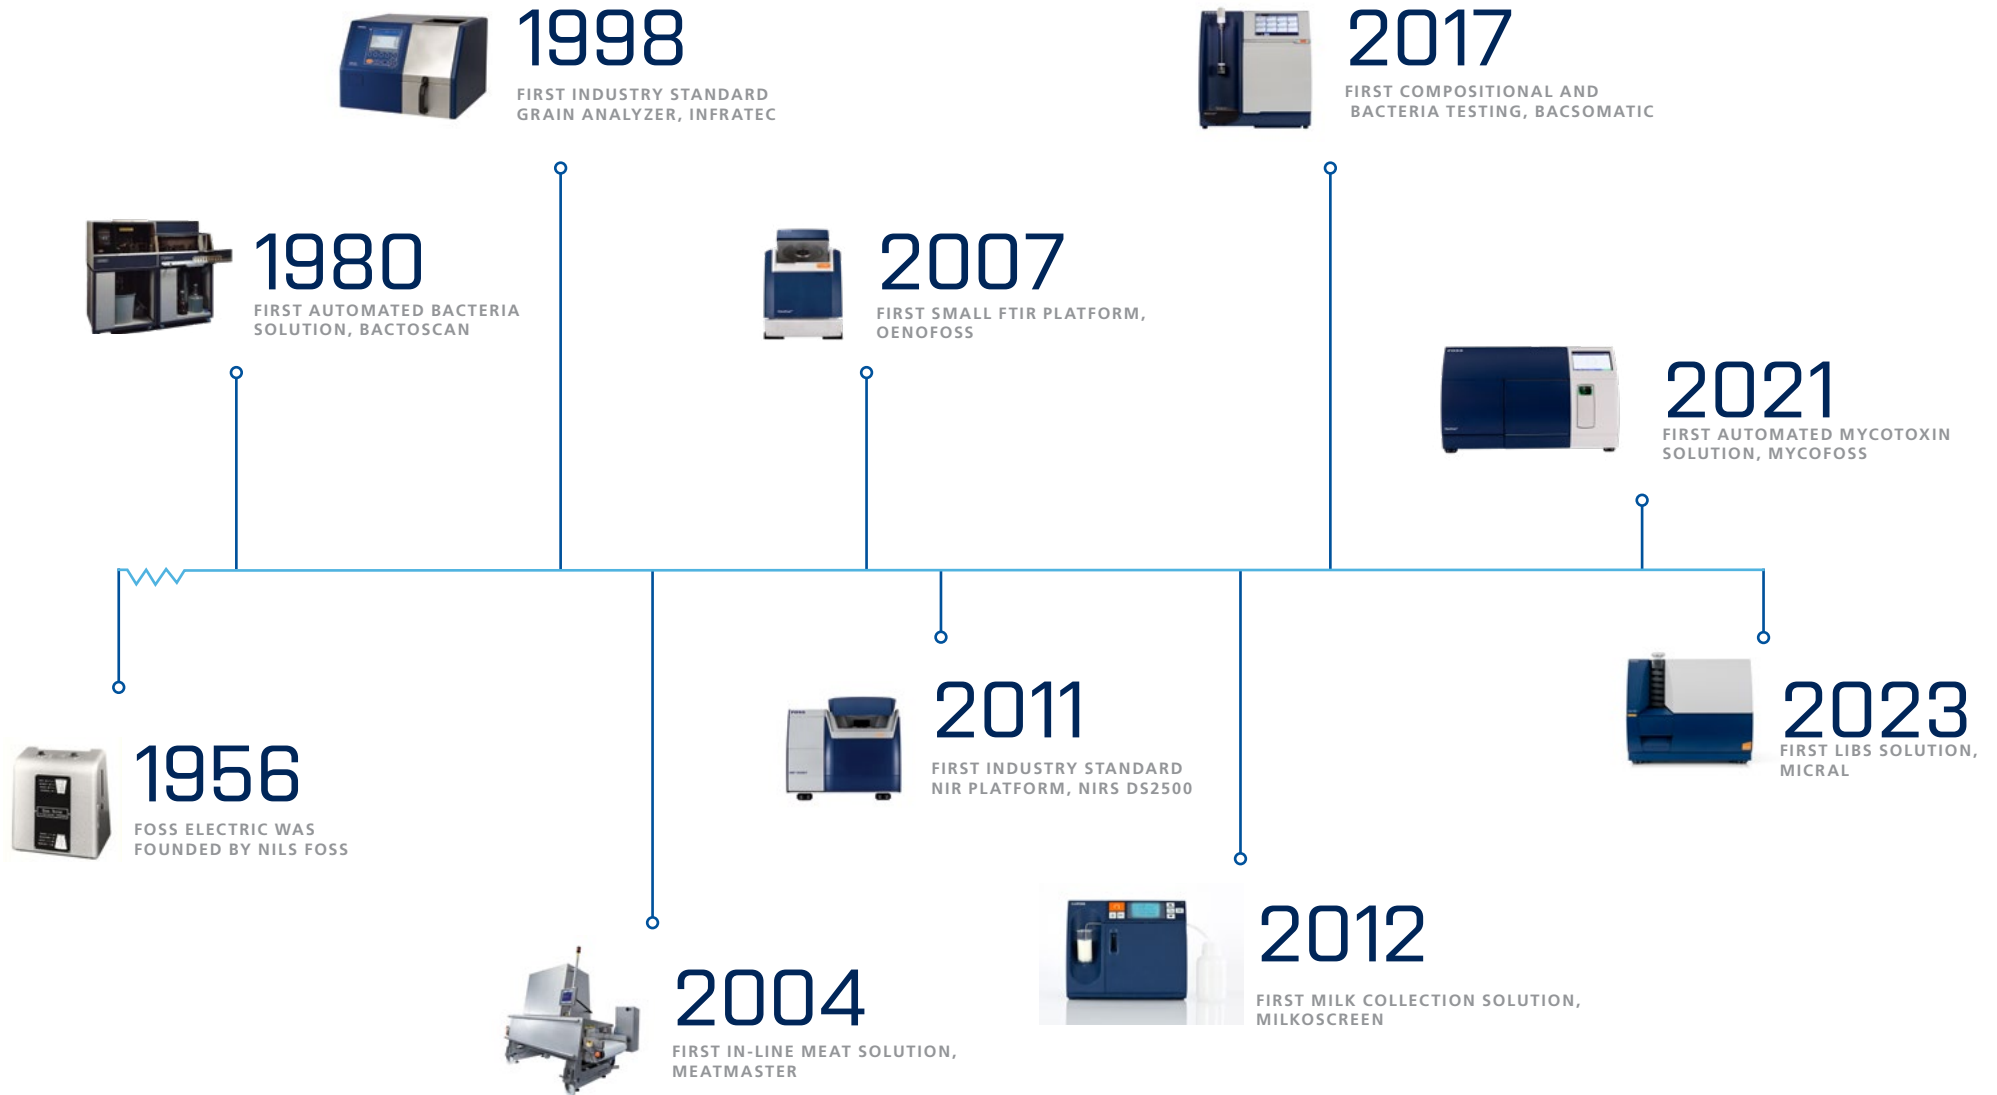 1998
FIRST INDUSTRY STANDARD
GRAIN ANALYZER, INFRATEC
2017
FIRST COMPOSITIONAL AND
BACTERIA TESTING, BACSOMATIC
1980
FIRST AUTOMATED BACTERIA
SOLUTION, BACTOSCAN
2007
FIRST SMALL FTIR PLATFORM,
OENOFOSS
2021
FIRST AUTOMATED MYCOTOXIN
SOLUTION, MYCOFOSS
1956
FOSS ELECTRIC WAS
FOUNDED BY NILS FOSS
2011
FIRST INDUSTRY STANDARD
NIR PLATFORM, NIRS DS2500
2023
FIRST LIBS SOLUTION,
MICRAL
2004
FIRST IN-LINE MEAT SOLUTION,
MEATMASTER
2012
FIRST MILK COLLECTION SOLUTION,
MILKOSCREEN